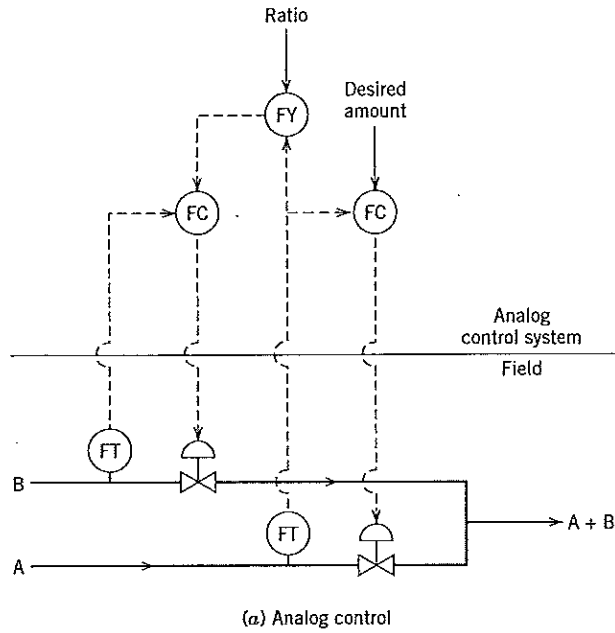 Ratio
Desired
amount
FY
FC
FC
Analog
control system
Field
FT
B
FT
A + B
A
(a) Analog control